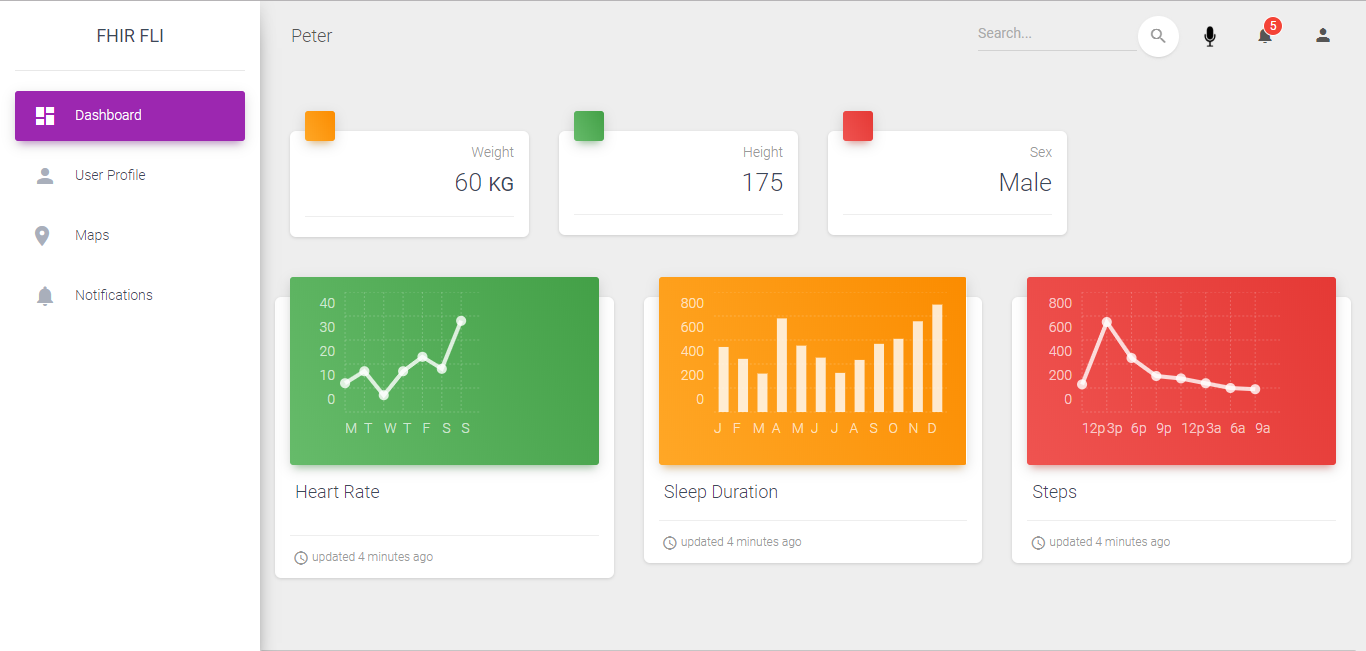 FHIR FLI
Dashboard
User Profile
Maps
Notifications
Peter
Search...
5
Weight
60 KG
Height
175
Sex
Male
40
30
20
10
0
M T W T F S S
Heart Rate
updated 4 minutes ago
800
600
400
200
0
J F M A M J J A S O N D
Sleep Duration
updated 4 minutes ago
800
600
400
200
0
12p 3p 6p 9p 12p 3a 6a 9a
Steps
updated 4 minutes ago